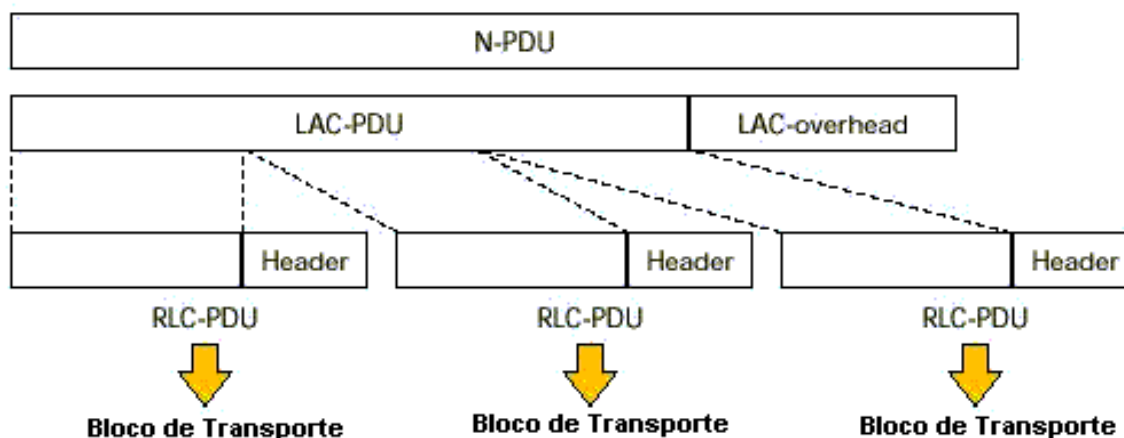 N-PDU
LAC-PDU LAC-overhead
Header Header Header
RLC-PDU RLC-PDU RLC-PDU
Bloco de Transporte Bloco de Transporte Bloco de Transporte